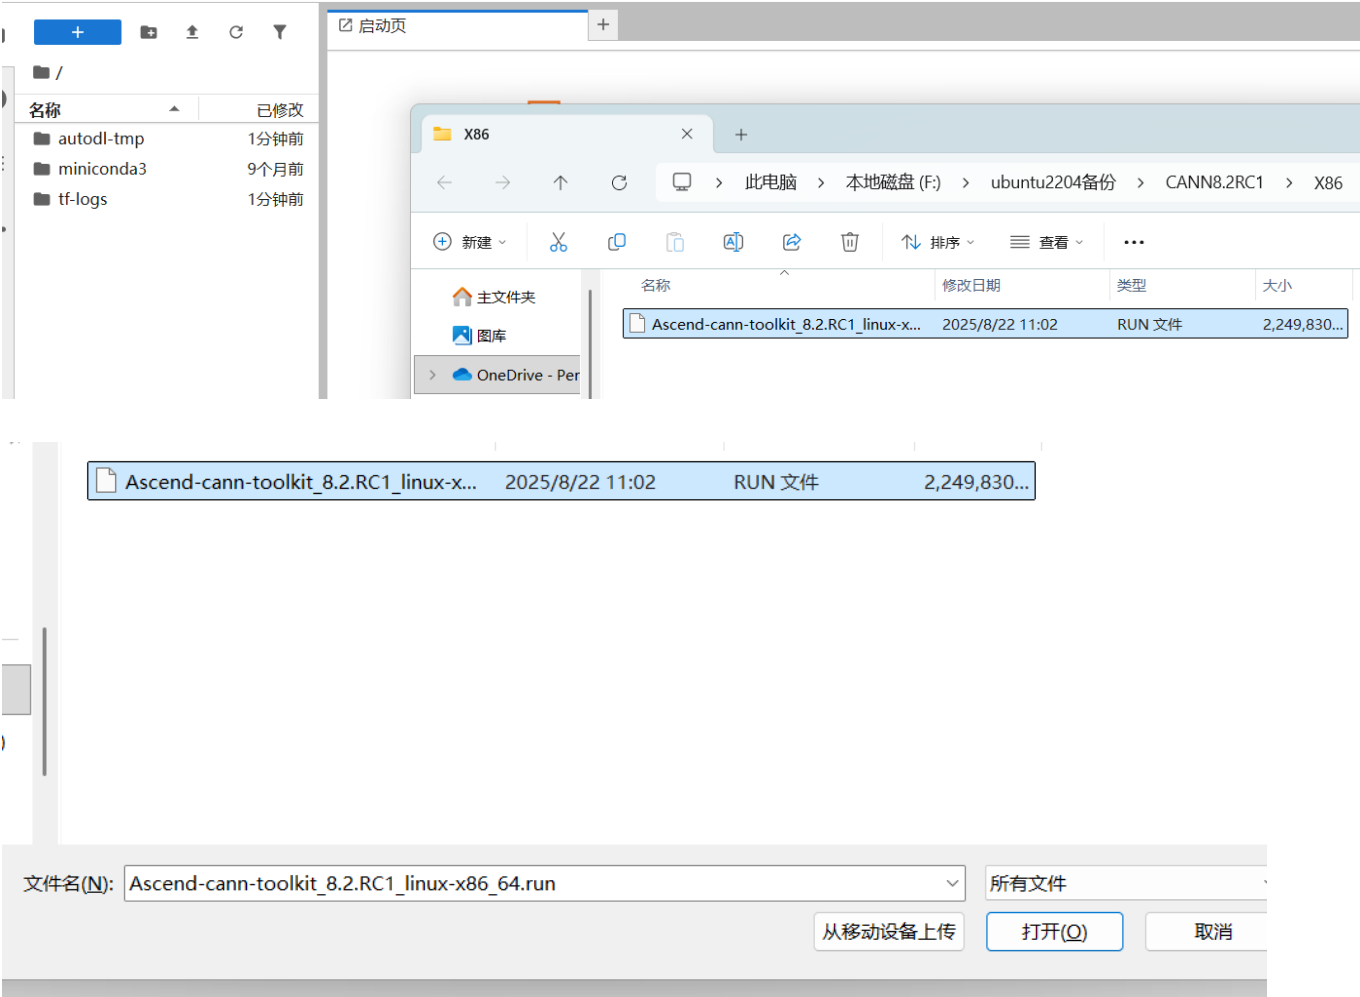 启动页
/
名称 已修改
autodl-tmp 1分钟前
miniconda3 9个月前
tf-logs 1分钟前
X86
此电脑 > 本地磁盘 (F:) > ubuntu2204备份 > CANN8.2RC1 > X86
新建 排序 查看
名称 修改日期 类型 大小
主文件夹
图库
OneDrive - Per
Ascend-cann-toolkit_8.2.RC1_linux-x... 2025/8/22 11:02 RUN 文件 2,249,830...
Ascend-cann-toolkit_8.2.RC1_linux-x... 2025/8/22 11:02 RUN 文件 2,249,830...
文件名(N): Ascend-cann-toolkit_8.2.RC1_linux-x86_64.run 所有文件
从移动设备上传 打开(O) 取消